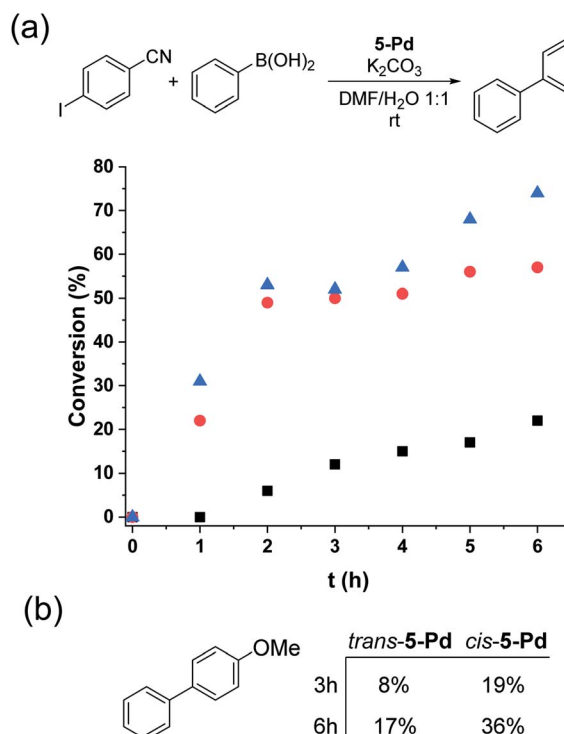 (a)
CN
I
+
B(OH)2
5-Pd
K2CO3
DMF/H2O 1:1
rt
80
70
60
50
40
30
20
10
0
Conversion (%)
0 1 2 3 4 5 6
t (h)
(b)
OMe
trans-5-Pd cis-5-Pd
3h 8% 19%
6h 17% 36%